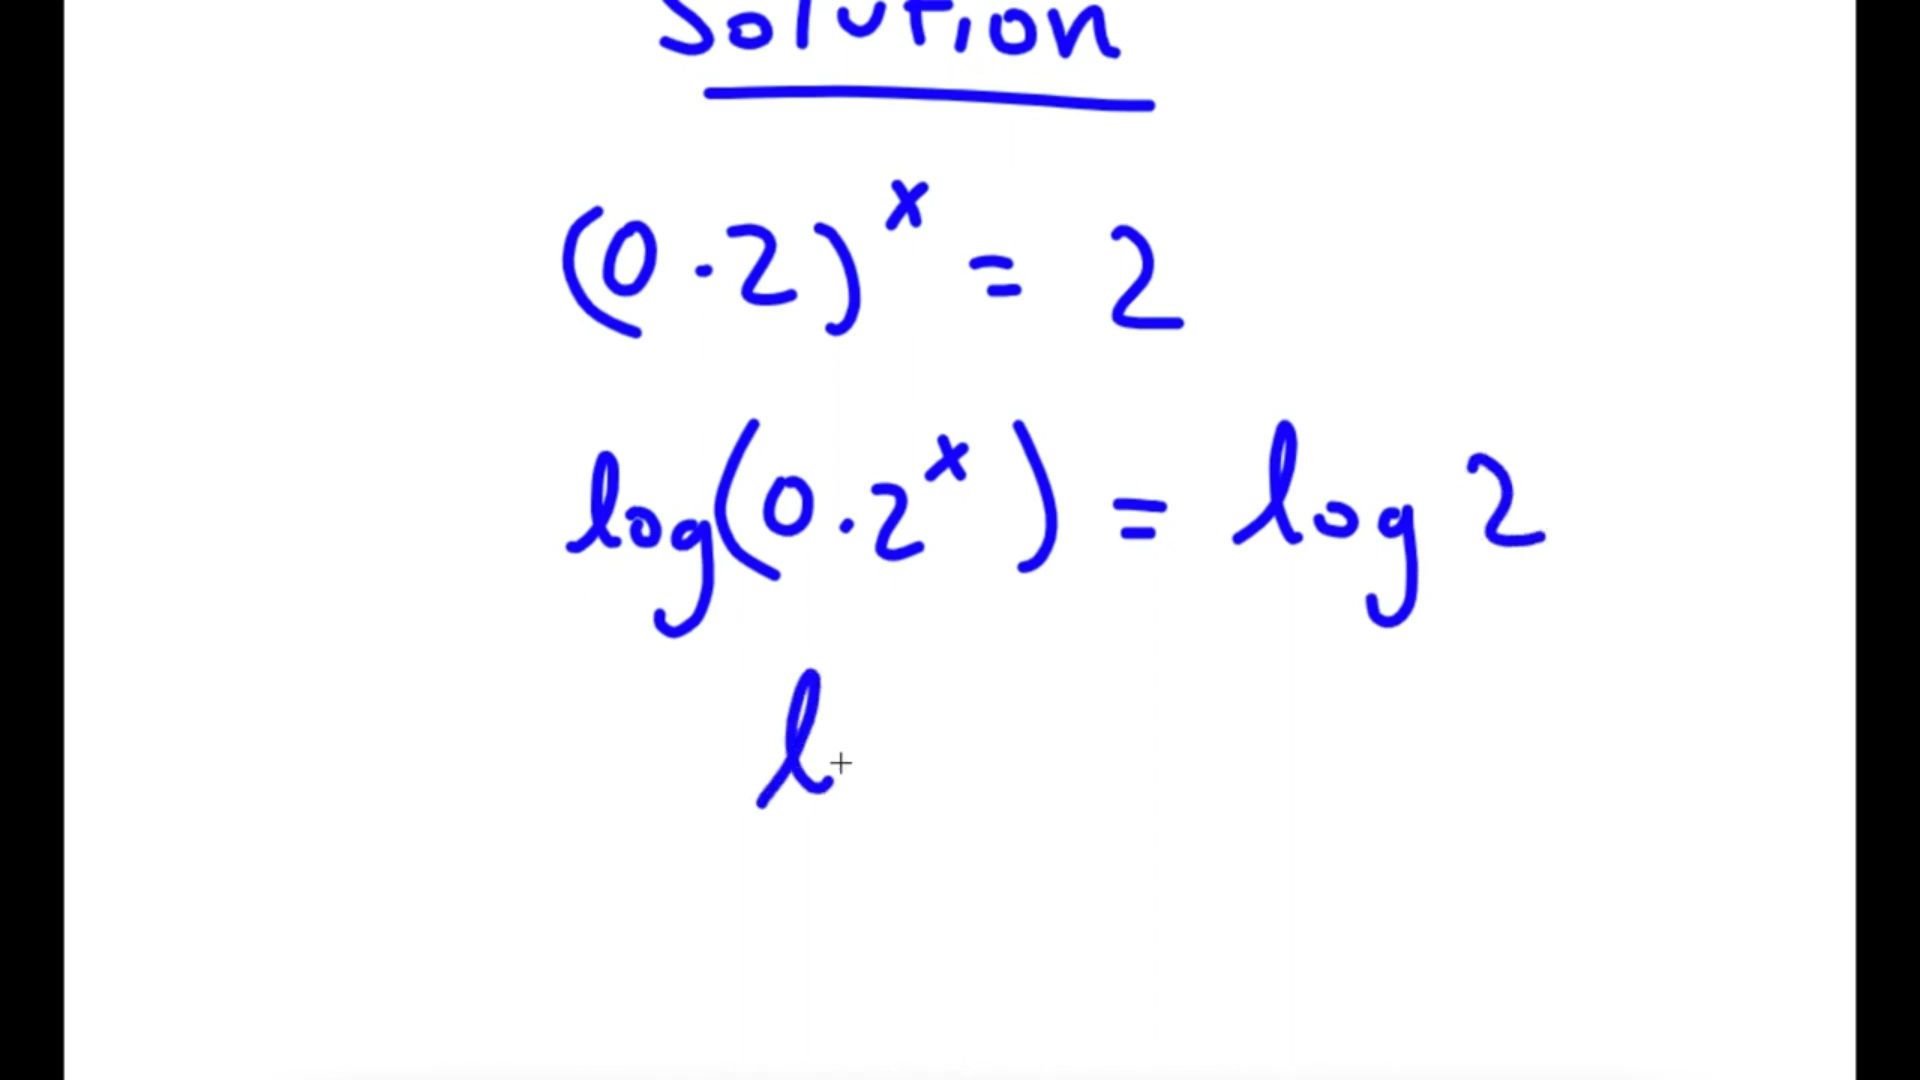 Solution
(0.2)^x = 2
log(0.2^x) = log 2
l